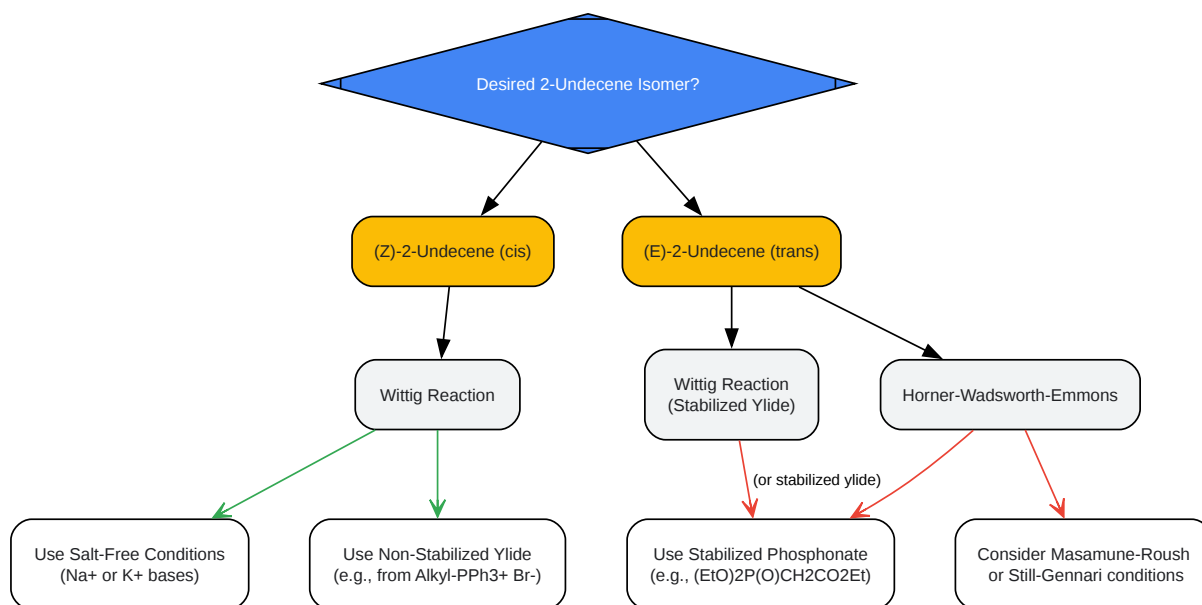 Desired 2-Undecene Isomer?
(Z)-2-Undecene (cis)
(E)-2-Undecene (trans)
Wittig Reaction
Wittig Reaction
(Stabilized Ylide)
Horner-Wadsworth-Emmons
(or stabilized ylide)
Use Salt-Free Conditions
(Na+ or K+ bases)
Use Non-Stabilized Ylide
(e.g., from Alkyl-PPh3+ Br-)
Use Stabilized Phosphonate
(e.g., (EtO)2P(O)CH2CO2Et)
Consider Masamune-Roush
or Still-Gennari conditions